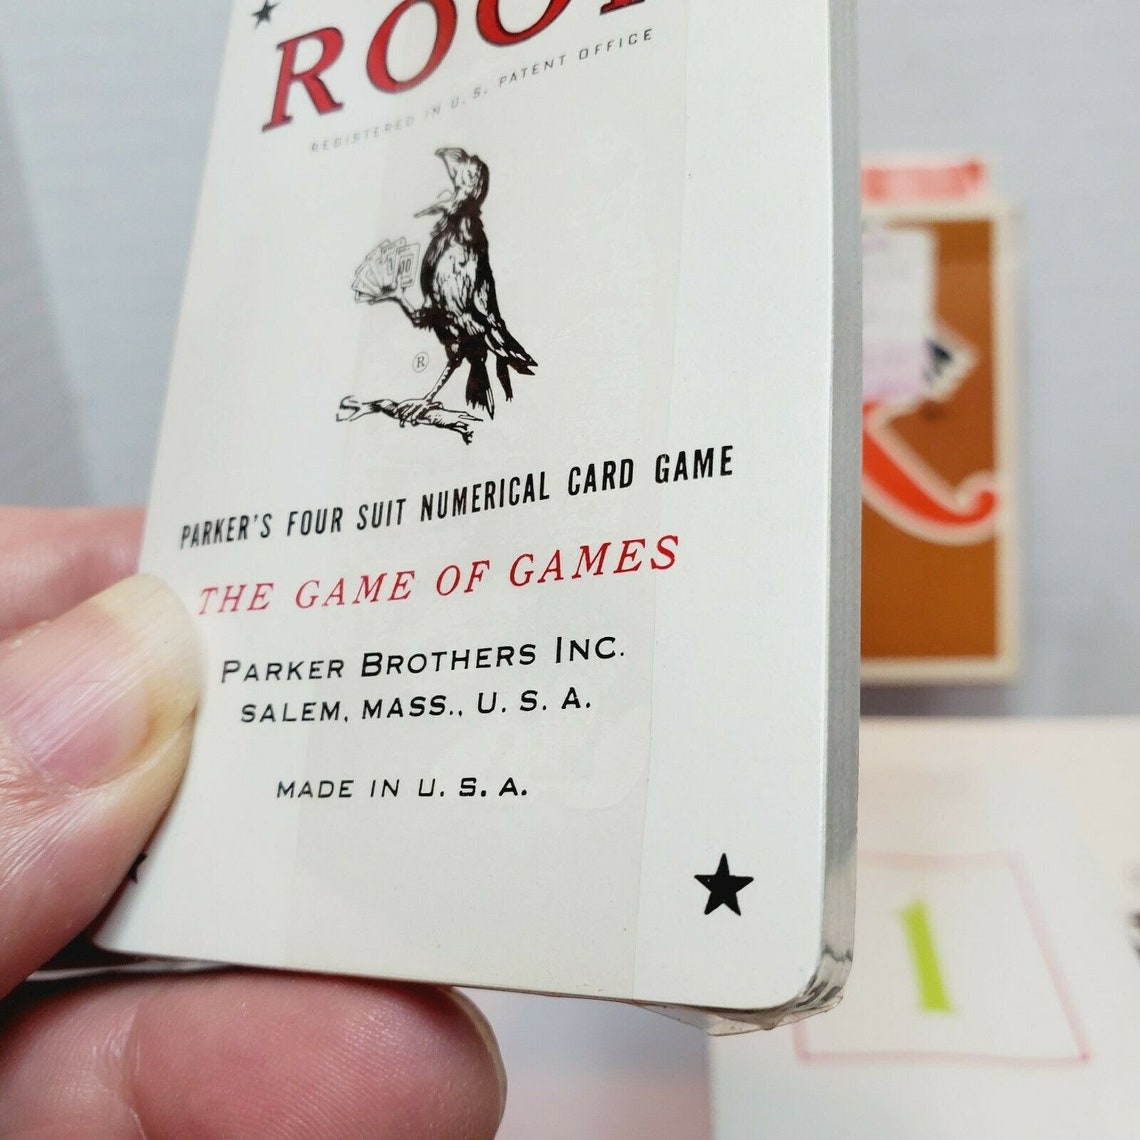 ROO
REGISTERED IN U. S. PATENT OFFICE
®
PARKER'S FOUR SUIT NUMERICAL CARD GAME
THE GAME OF GAMES
PARKER BROTHERS INC.
SALEM, MASS., U. S. A.
MADE IN U. S. A.
1